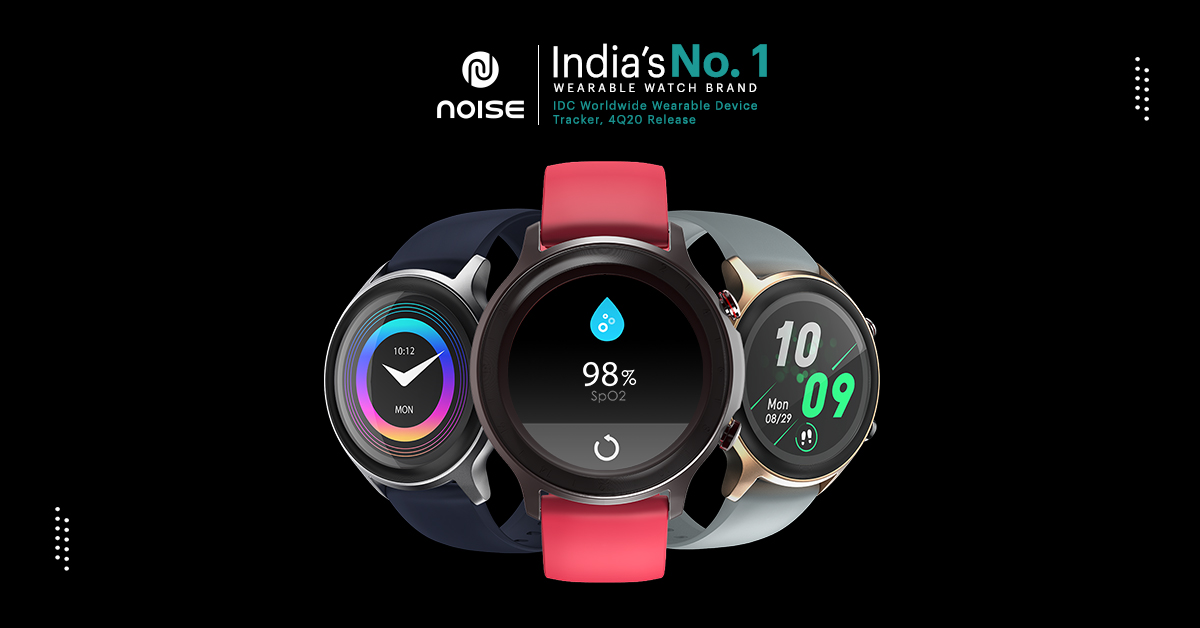 noise
India's No. 1
WEARABLE WATCH BRAND
IDC Worldwide Wearable Device
Tracker, 4Q20 Release
10:12
MON
98%
SpO2
10
09
Mon
08/29